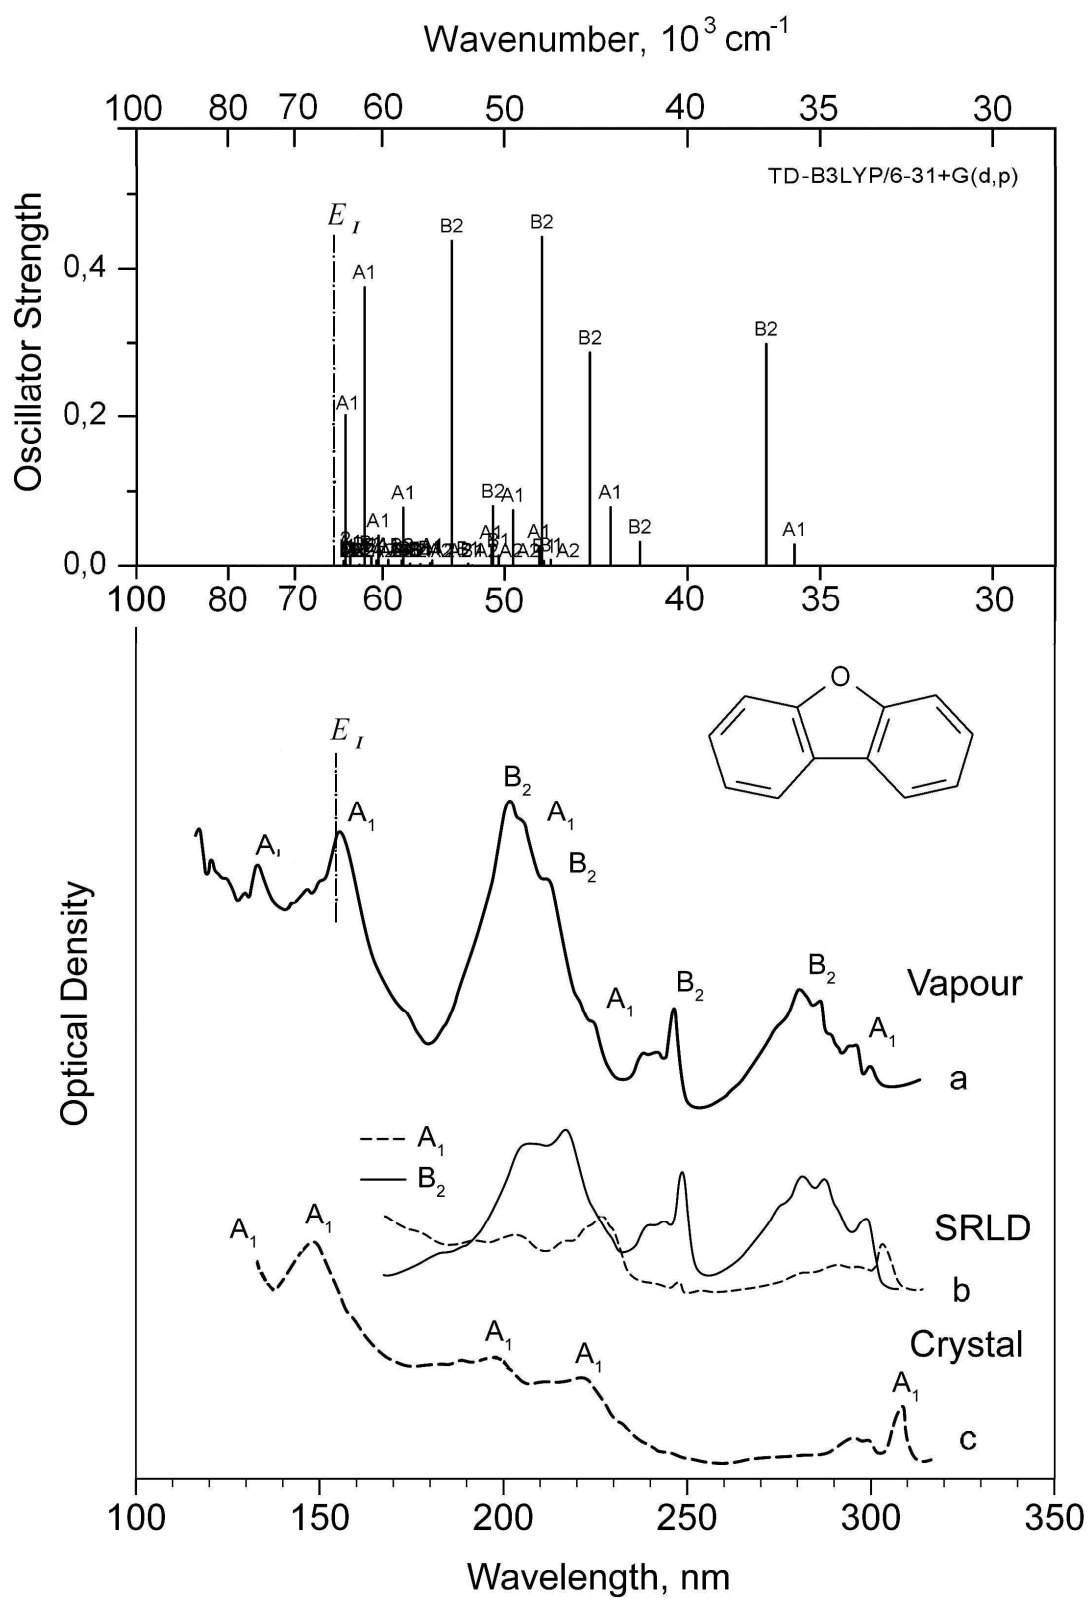 Wavenumber, 10³ cm⁻¹
100 80 70 60 50 40 35 30
TD-B3LYP/6-31+G(d,p)
Oscillator Strength
E I
B2
B2
A1
0,4
B2
B2
A1
0,2
A1
B2
A1
A1
A1
A1
A1
B2
A1
A2
A2
0,0
100 80 70 60 50 40 35 30
O
E I
B₂
A₁
A₁
A₁
B₂
Optical Density
B₂
B₂
Vapour
A₁
A₁
a
A₁
B₂
A₁
A₁
SRLD
b
Crystal
A₁
A₁
A₁
c
100 150 200 250 300 350
Wavelength, nm